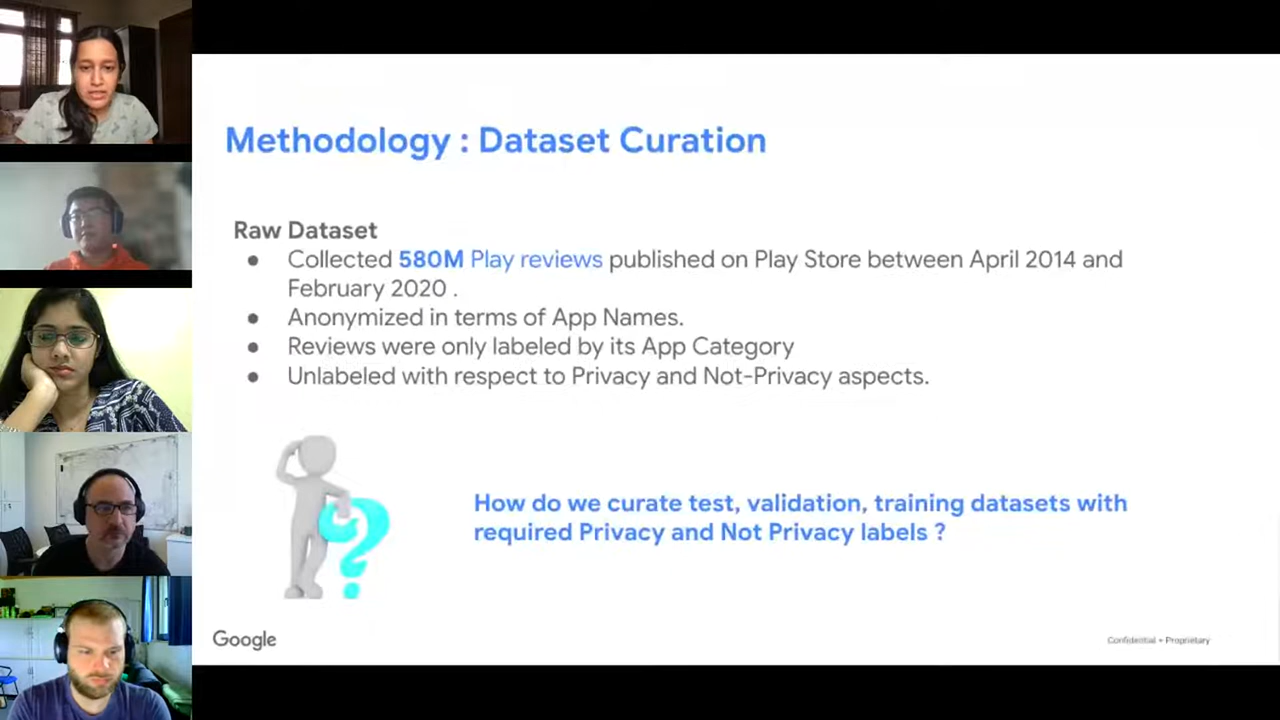 Methodology : Dataset Curation
Raw Dataset
● Collected 580M Play reviews published on Play Store between April 2014 and
February 2020 .
● Anonymized in terms of App Names.
● Reviews were only labeled by its App Category
● Unlabeled with respect to Privacy and Not-Privacy aspects.
How do we curate test, validation, training datasets with
required Privacy and Not Privacy labels ?
Google
Confidential + Proprietary